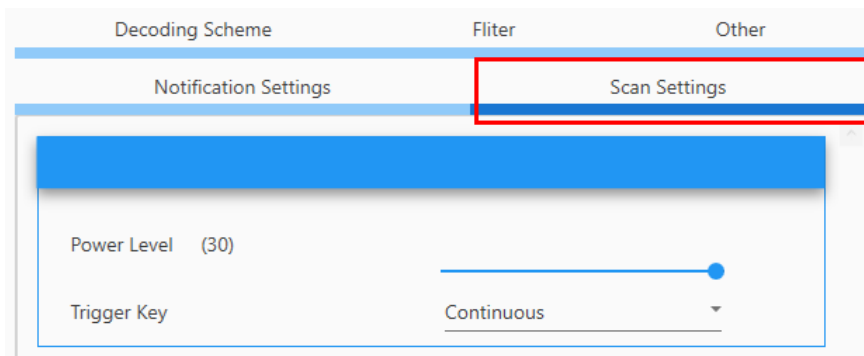 Decoding Scheme Fliter Other
Notification Settings Scan Settings
Power Level (30)
Trigger Key Continuous